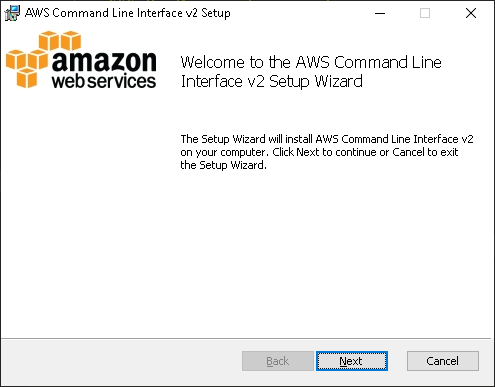 AWS Command Line Interface v2 Setup
amazon
webservices
Welcome to the AWS Command Line
Interface v2 Setup Wizard
The Setup Wizard will install AWS Command Line Interface v2
on your computer. Click Next to continue or Cancel to exit
the Setup Wizard.
Back
Next
Cancel